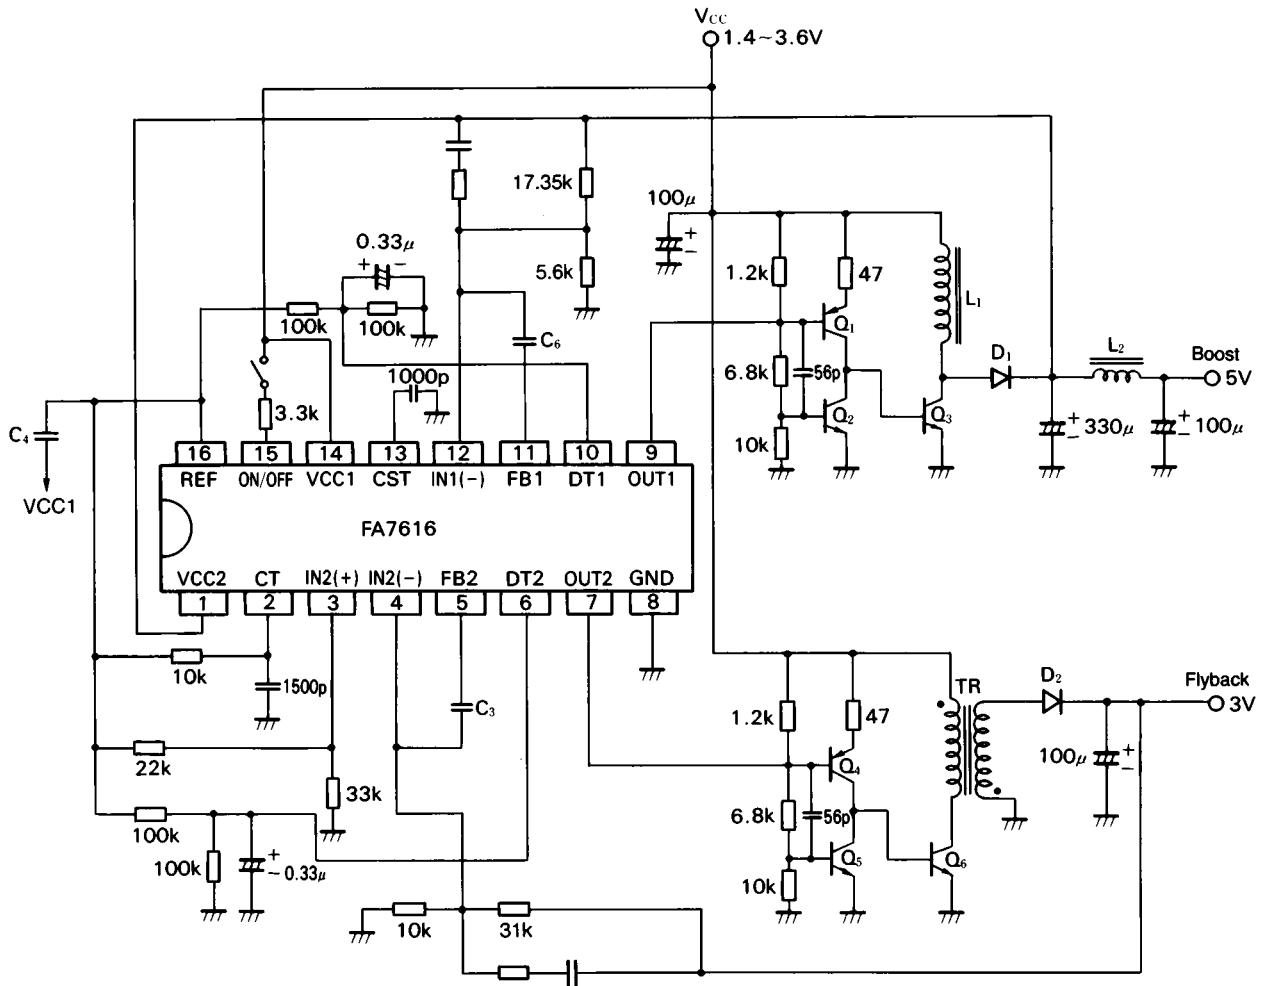 Vcc
1.4~3.6V
17.35k
100μ
+
−
0.33μ
+ −
5.6k
1.2k
47
L₁
100k
100k
Q₁
C₆
D₁
L₂
Boost
5V
1000p
6.8k
56p
3.3k
Q₂
Q₃
C₄
+
−
330μ
+
−
100μ
10k
16 15 14 13 12 11 10 9
REF ON/OFF VCC1 CST IN1(−) FB1 DT1 OUT1
VCC1
FA7616
VCC2 CT IN2(+) IN2(−) FB2 DT2 OUT2 GND
1 2 3 4 5 6 7 8
10k
1500p
C₃
TR
D₂
Flyback
3V
1.2k
47
22k
100μ
+
−
Q₄
33k
6.8k
56p
100k
100k
+
−
0.33μ
Q₅
Q₆
10k
10k
31k